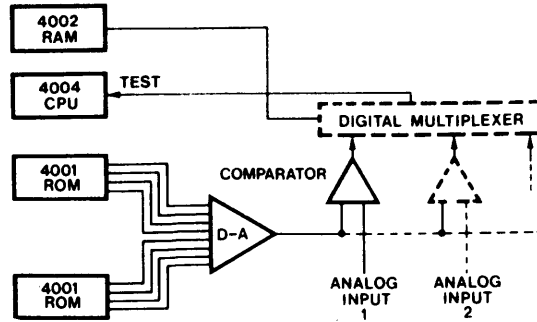 4002
RAM
4004
CPU
TEST
DIGITAL MULTIPLEXER
4001
ROM
COMPARATOR
D-A
4001
ROM
ANALOG
INPUT
1
ANALOG
INPUT
2